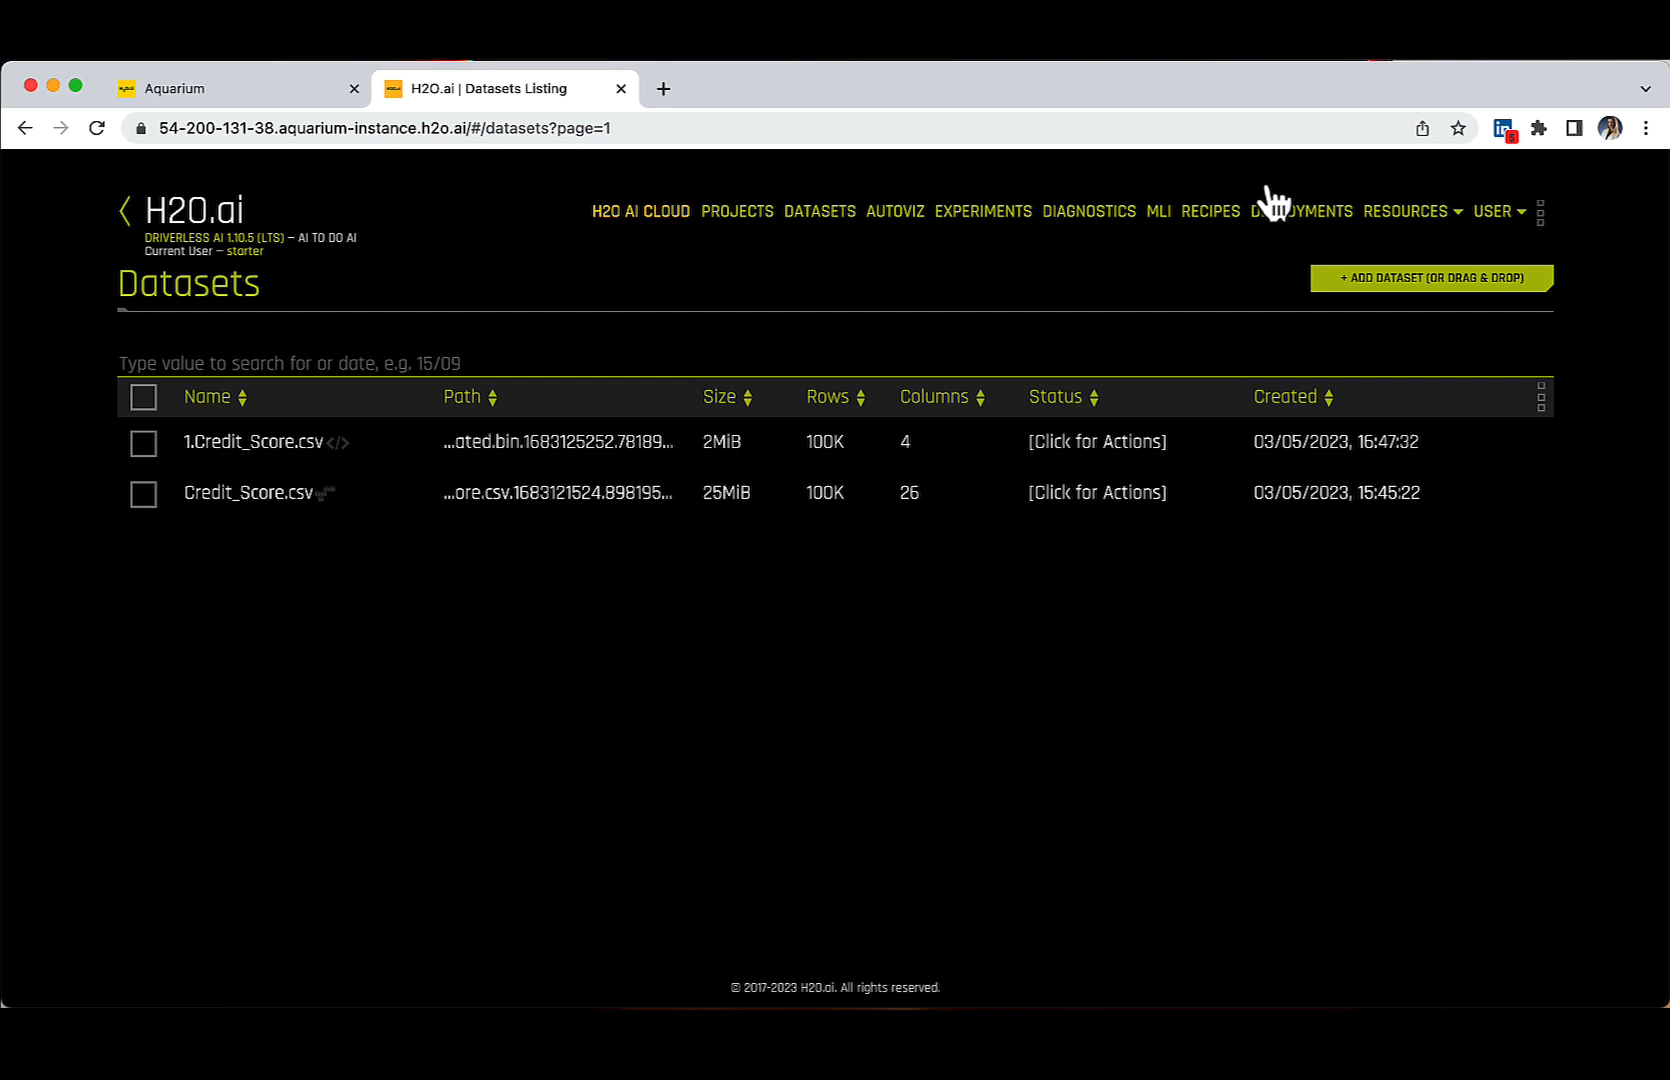 Aquarium
H2O.ai | Datasets Listing
54-200-131-38.aquarium-instance.h2o.ai/#/datasets?page=1
H2O.ai
DRIVERLESS AI 1.10.5 (LTS) — AI TO DO AI
Current User — starter
H2O AI CLOUD PROJECTS DATASETS AUTOVIZ EXPERIMENTS DIAGNOSTICS MLI RECIPES RESOURCES USER
Datasets
+ ADD DATASET (OR DRAG & DROP)
Type value to search for or date, e.g. 15/09
Name Path Size Rows Columns Status Created
1.Credit_Score.csv </> ...ated.bin.1683125252.78189... 2MiB 100K 4 [Click for Actions] 03/05/2023, 16:47:32
Credit_Score.csv ...ore.csv.1683121524.898195... 25MiB 100K 26 [Click for Actions] 03/05/2023, 15:45:22
© 2017-2023 H2O.ai. All rights reserved.